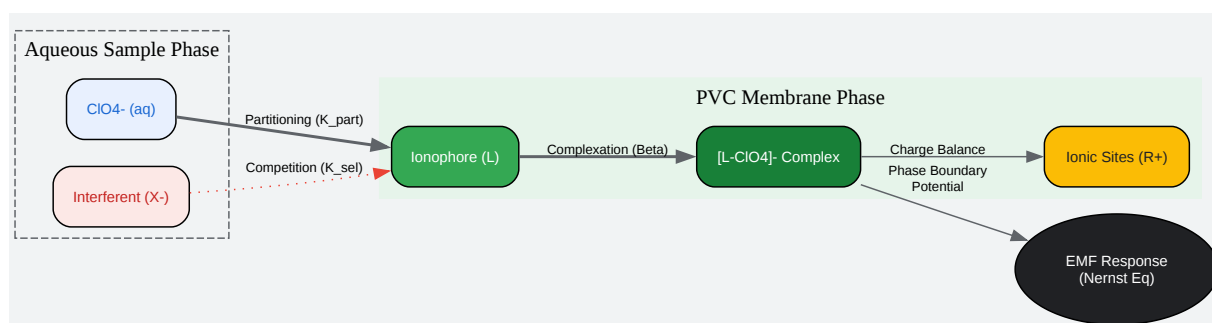 Aqueous Sample Phase
ClO4- (aq)
Interferent (X-)
Partitioning (K_part)
Competition (K_sel)
PVC Membrane Phase
Ionophore (L)
Complexation (Beta)
[L-ClO4]- Complex
Charge Balance
Phase Boundary
Potential
Ionic Sites (R+)
EMF Response
(Nernst Eq)